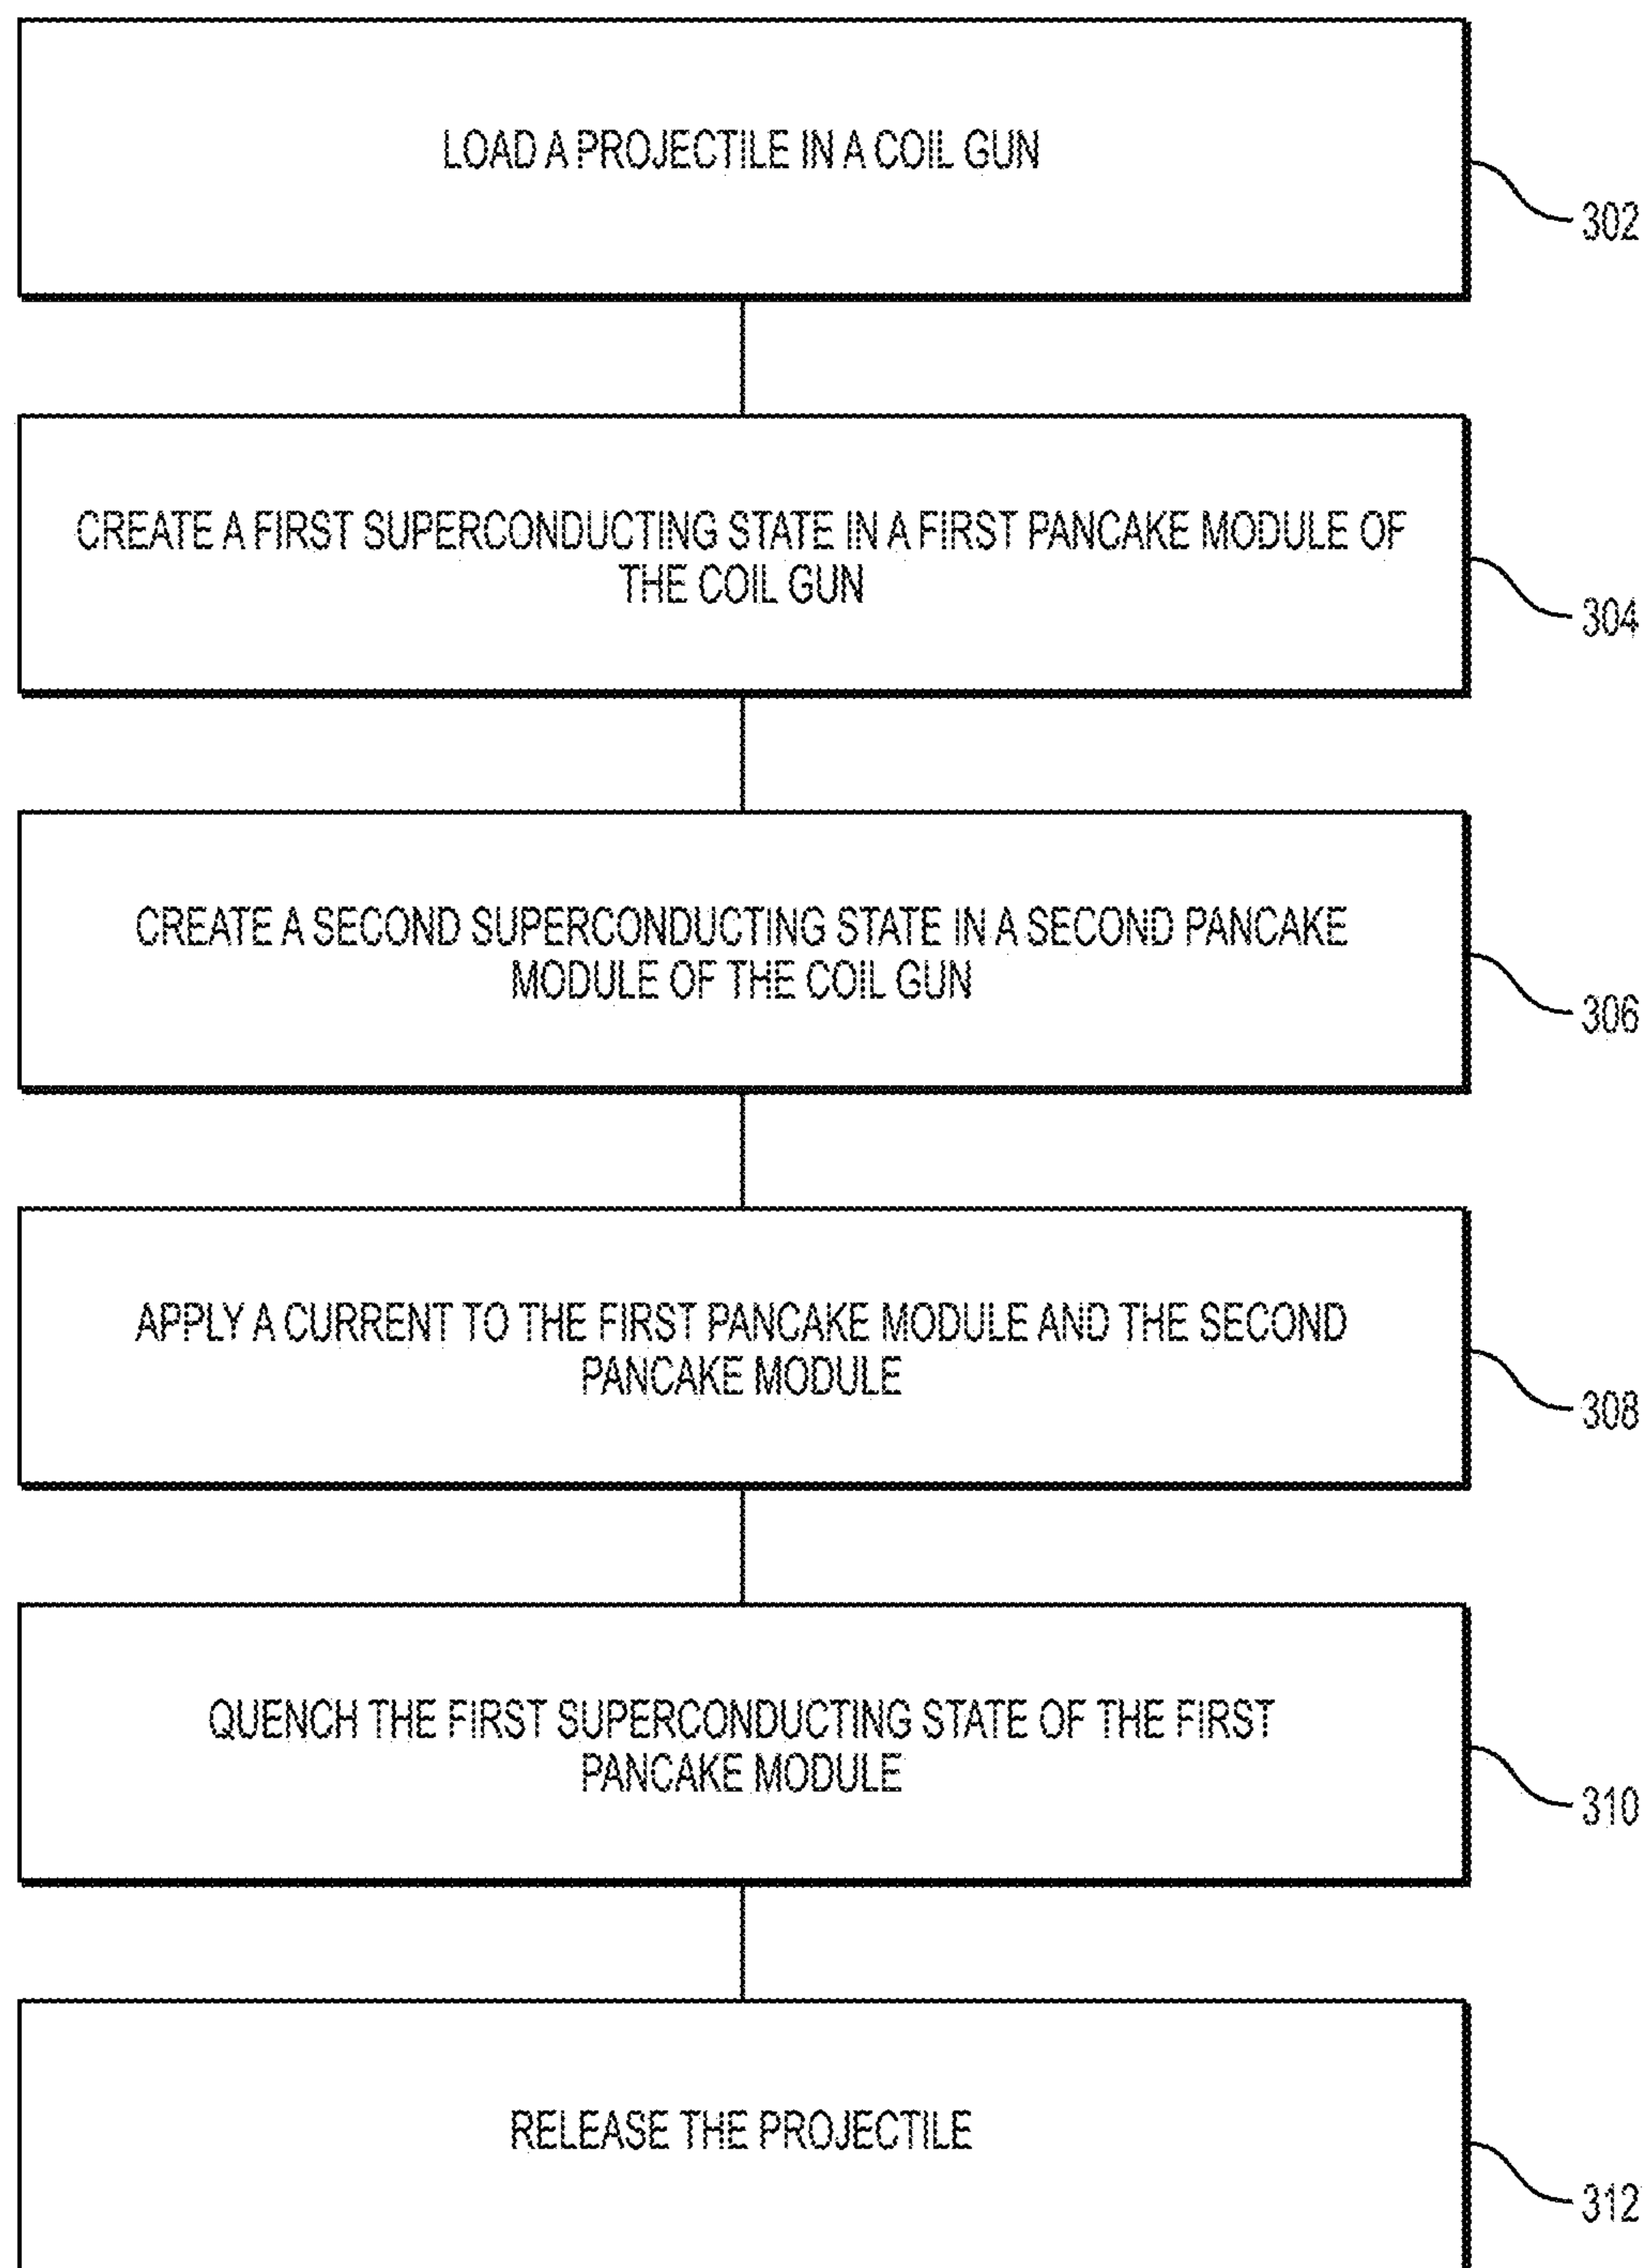 LOAD A PROJECTILE IN A COIL GUN
302
CREATE A FIRST SUPERCONDUCTING STATE IN A FIRST PANCAKE MODULE OF
THE COIL GUN
304
CREATE A SECOND SUPERCONDUCTING STATE IN A SECOND PANCAKE
MODULE OF THE COIL GUN
306
APPLY A CURRENT TO THE FIRST PANCAKE MODULE AND THE SECOND
PANCAKE MODULE
308
QUENCH THE FIRST SUPERCONDUCTING STATE OF THE FIRST
PANCAKE MODULE
310
RELEASE THE PROJECTILE
312